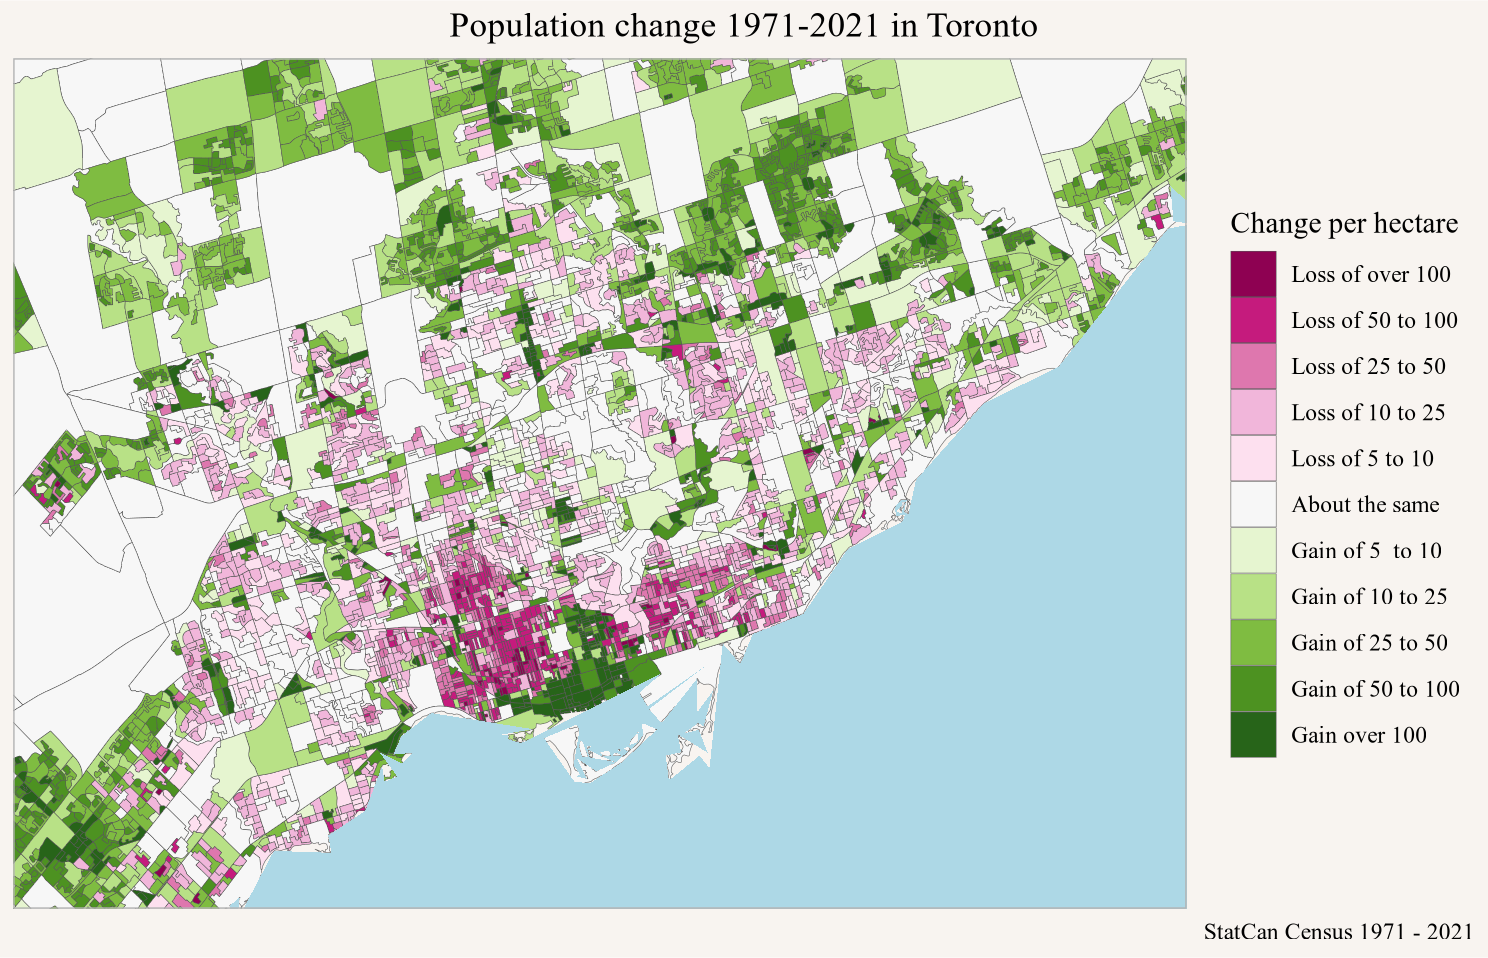 Population change 1971-2021 in Toronto
Change per hectare
Loss of over 100
Loss of 50 to 100
Loss of 25 to 50
Loss of 10 to 25
Loss of 5 to 10
About the same
Gain of 5  to 10
Gain of 10 to 25
Gain of 25 to 50
Gain of 50 to 100
Gain over 100
StatCan Census 1971 - 2021